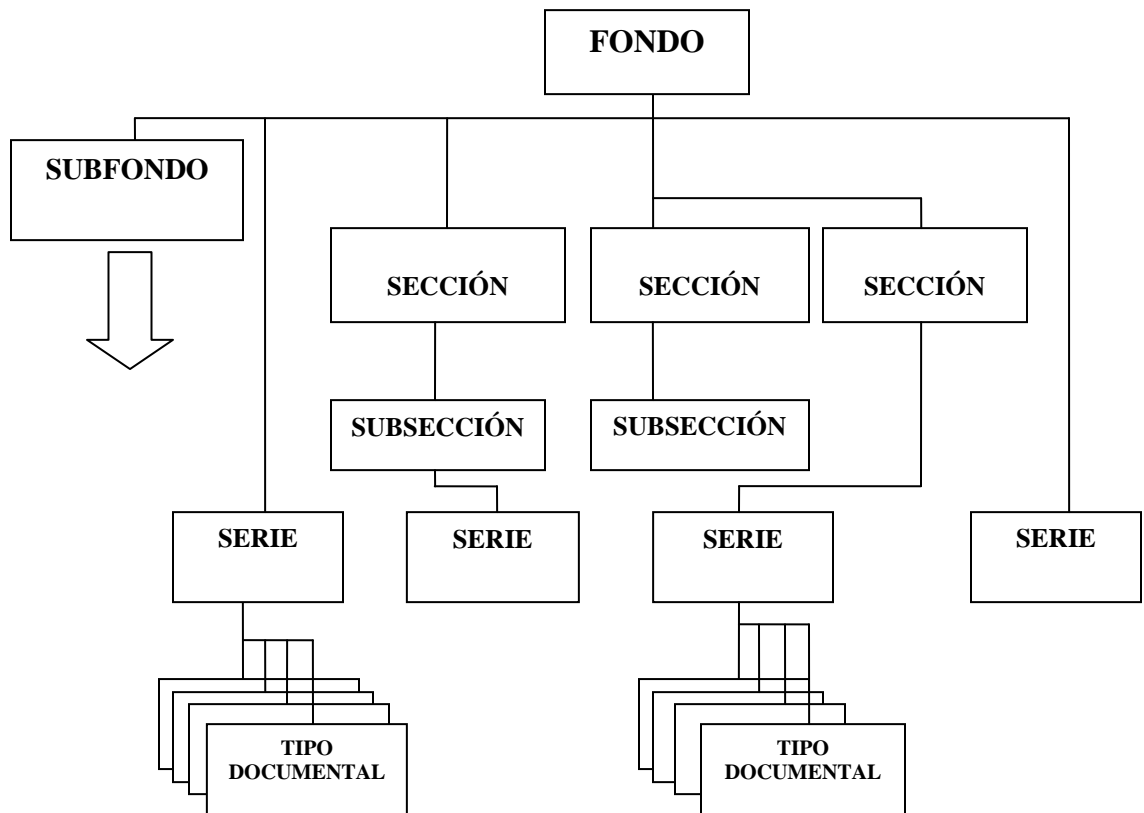 FONDO
SUBFONDO
SECCIÓN
SECCIÓN
SECCIÓN
SUBSECCIÓN
SUBSECCIÓN
SERIE
SERIE
SERIE
SERIE
TIPO
DOCUMENTAL
TIPO
DOCUMENTAL